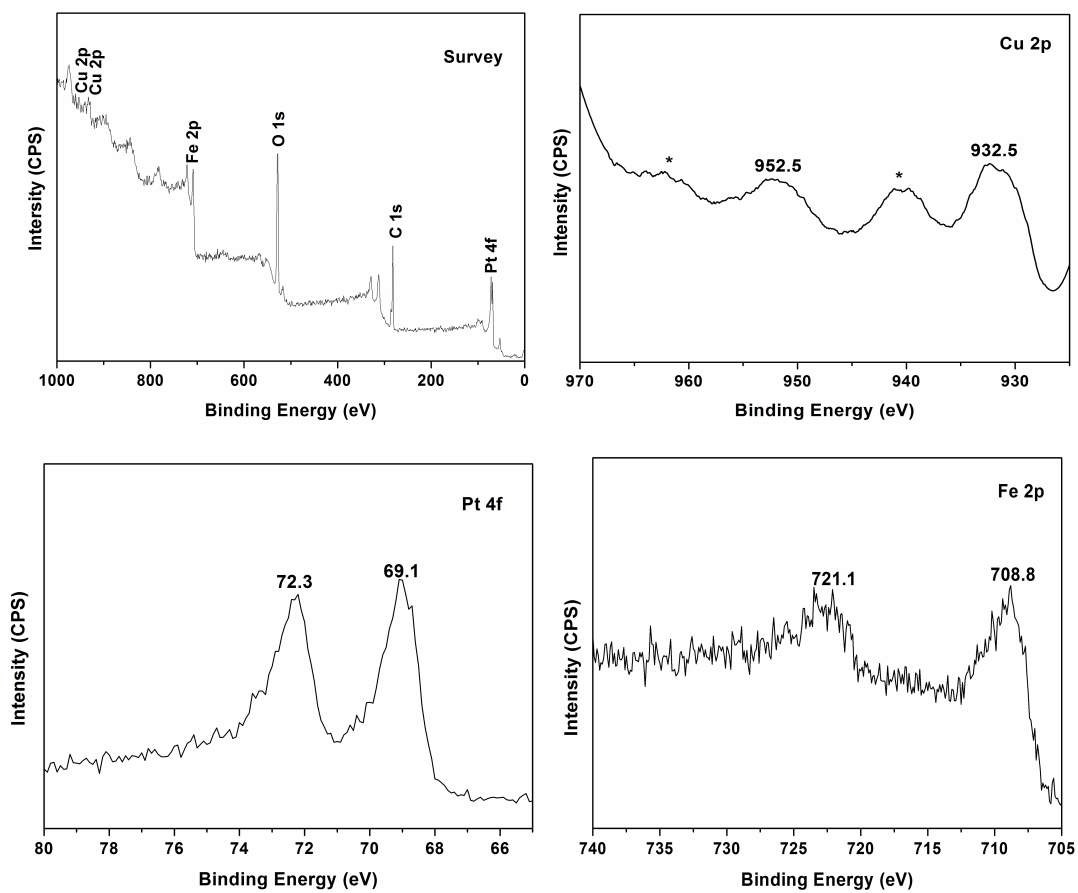 Survey
Cu 2p
Cu 2p
Fe 2p
O 1s
C 1s
Pt 4f
Intersity (CPS)
1000 800 600 400 200 0
Binding Energy (eV)
Cu 2p
*
952.5
*
932.5
Intensity (CPS)
970 960 950 940 930
Binding Energy (eV)
Pt 4f
72.3
69.1
Intensity (CPS)
80 78 76 74 72 70 68 66
Binding Energy (eV)
Fe 2p
721.1
708.8
Intensity (CPS)
740 735 730 725 720 715 710 705
Binding Energy (eV)